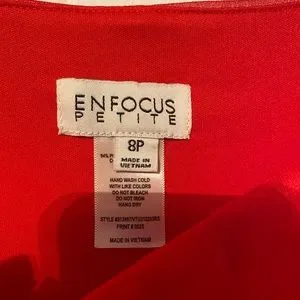 ENFOCUS
PETITE
8P
MADE IN
VIETNAM
HAND WASH COLD
WITH LIKE COLORS
DO NOT BLEACH
DO NOT IRON
HANG DRY
MADE IN VIETNAM